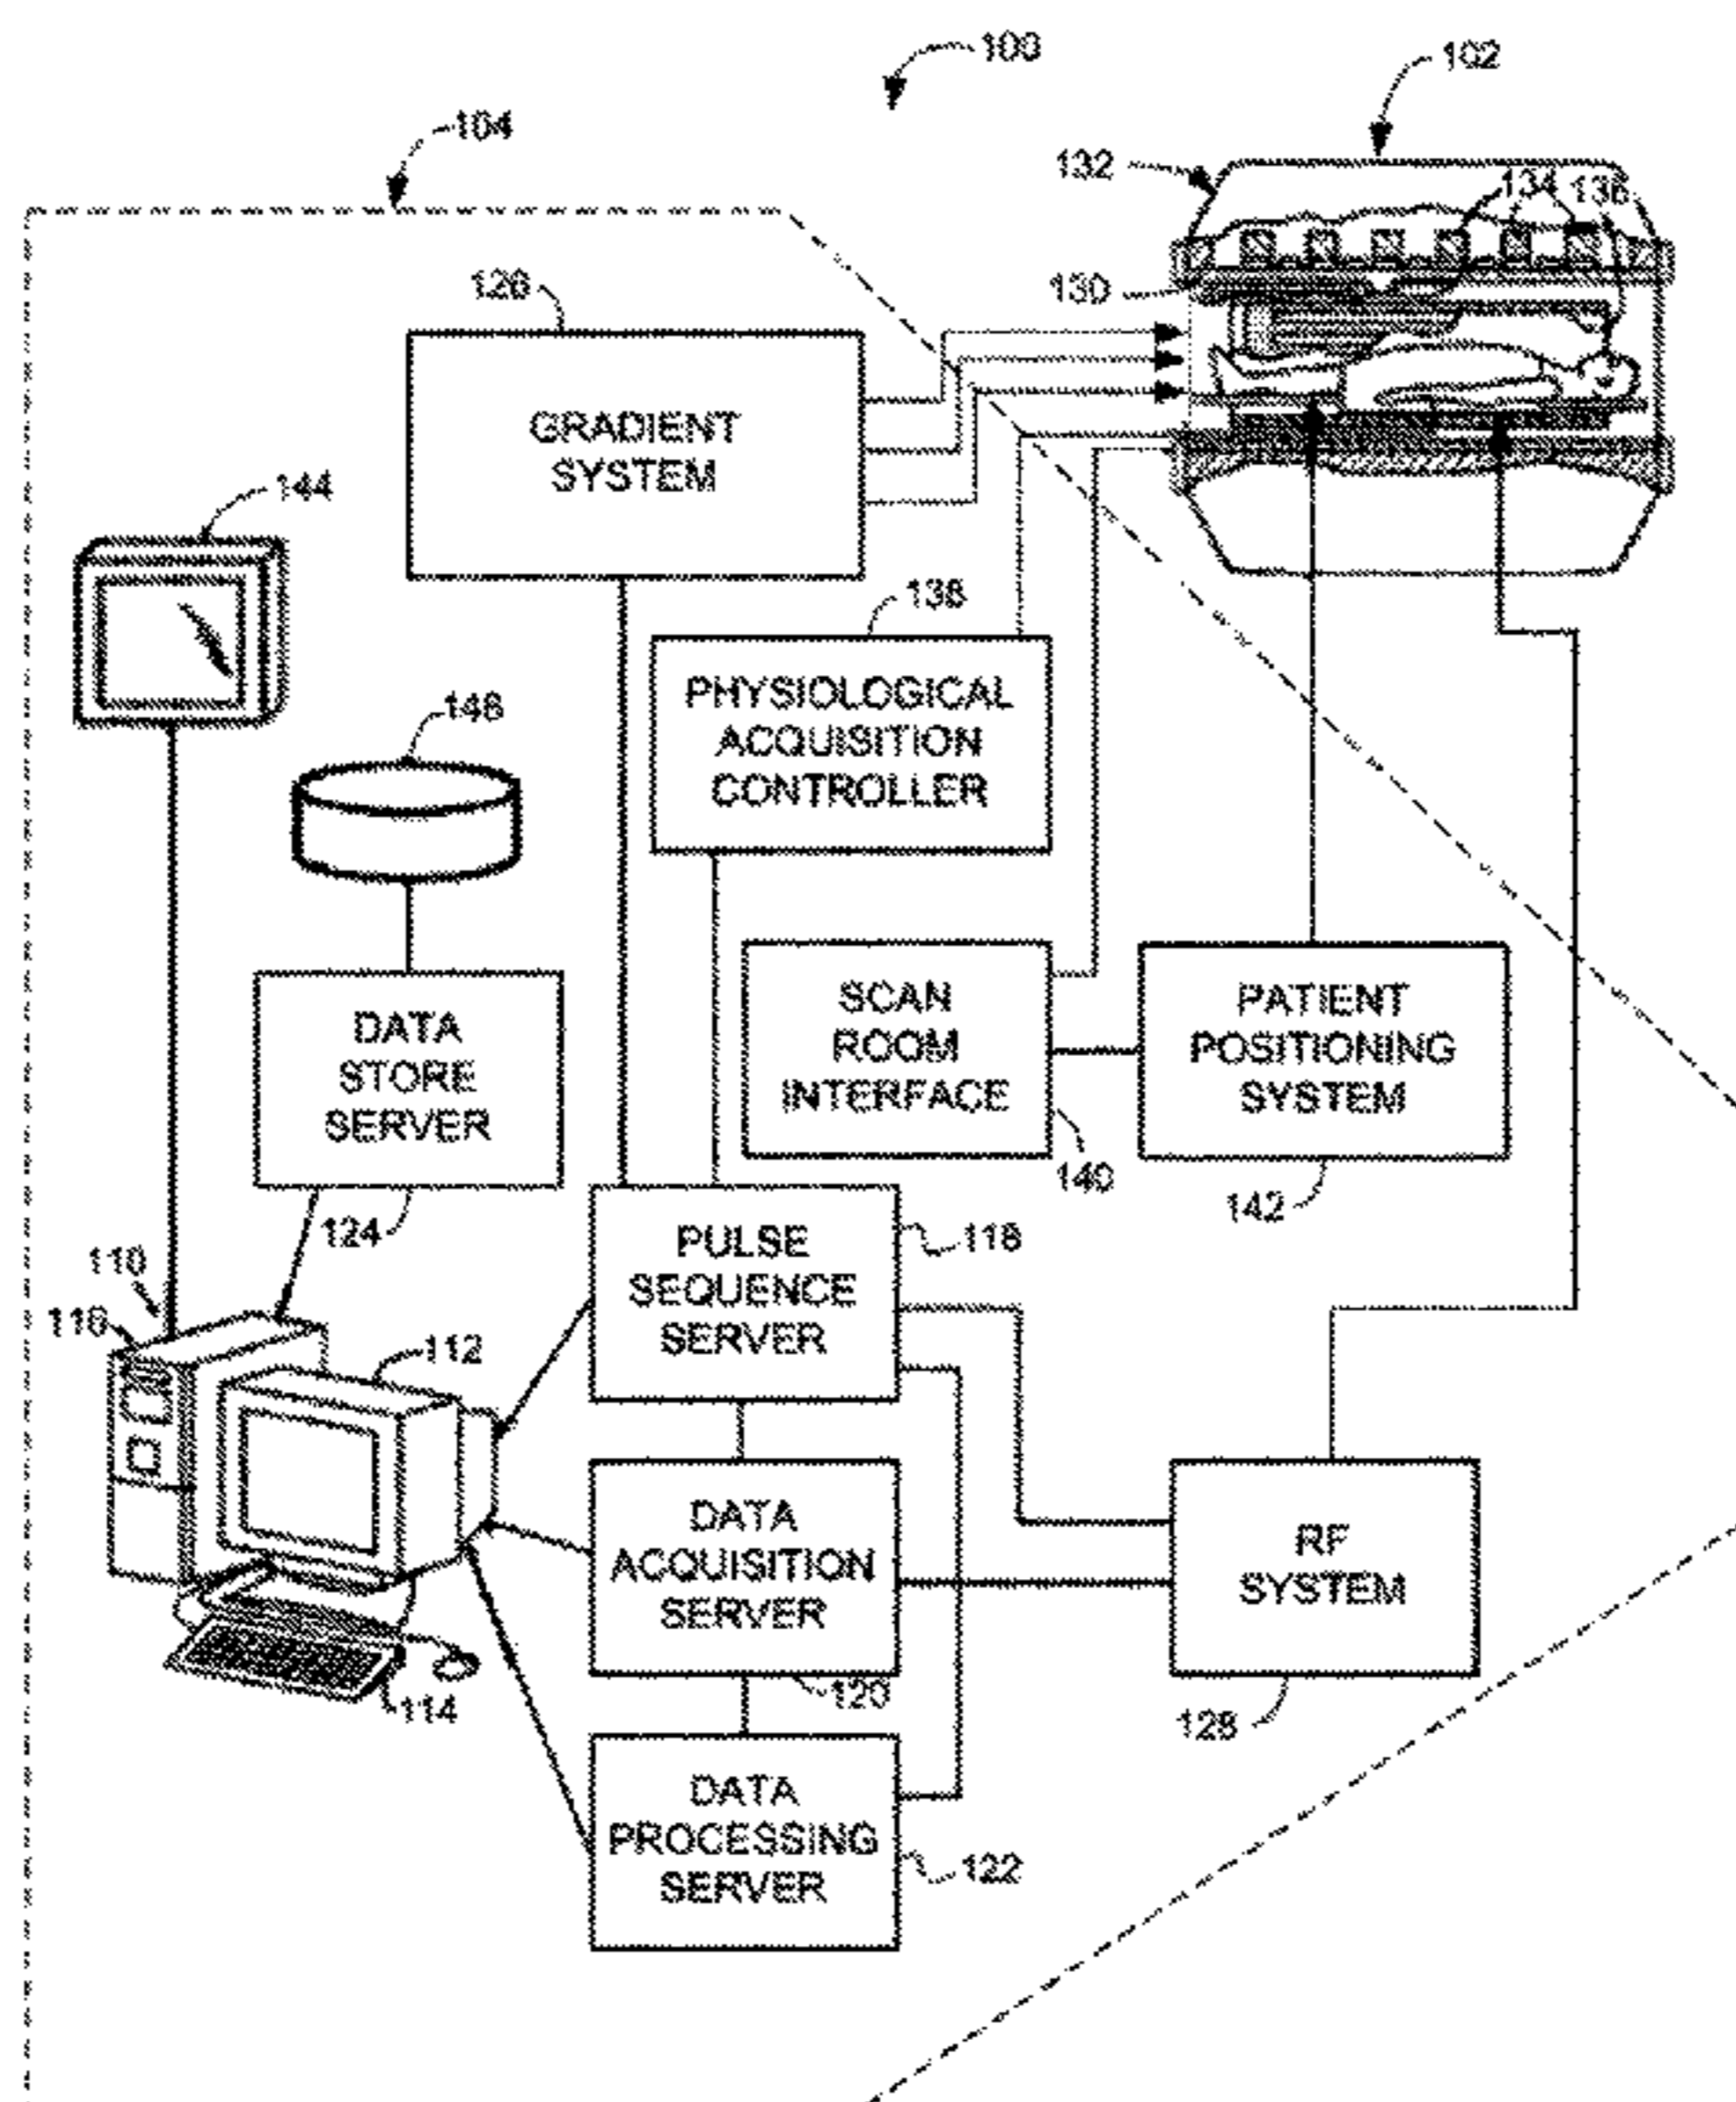 100
102
104
132
134
136
130
126
GRADIENT
SYSTEM
144
138
PHYSIOLOGICAL
ACQUISITION
CONTROLLER
146
SCAN
ROOM
INTERFACE
140
PATIENT
POSITIONING
SYSTEM
142
DATA
STORE
SERVER
124
110
116
112
114
PULSE
SEQUENCE
SERVER
118
DATA
ACQUISITION
SERVER
120
RF
SYSTEM
128
DATA
PROCESSING
SERVER
122